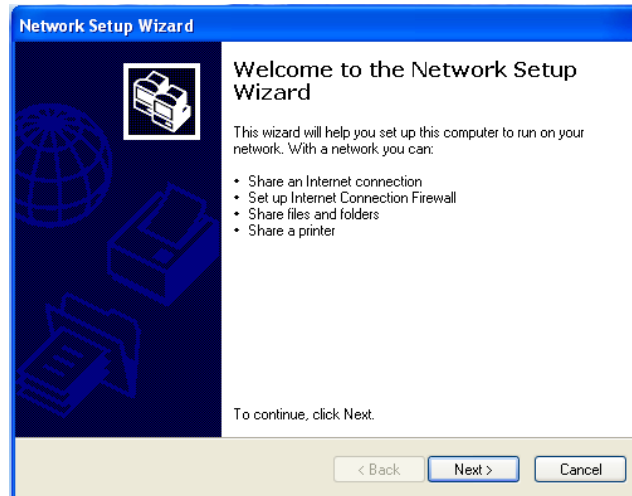 Network Setup Wizard
Welcome to the Network Setup
Wizard
This wizard will help you set up this computer to run on your
network. With a network you can:
• Share an Internet connection
• Set up Internet Connection Firewall
• Share files and folders
• Share a printer
To continue, click Next.
< Back Next > Cancel